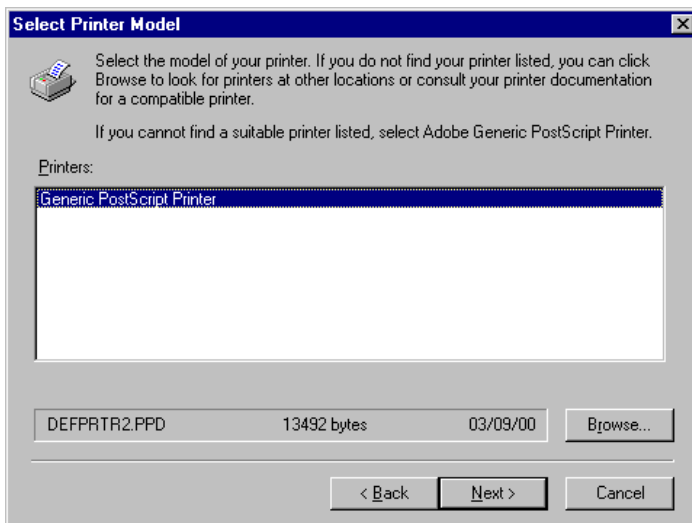 Select Printer Model
Select the model of your printer. If you do not find your printer listed, you can click
Browse to look for printers at other locations or consult your printer documentation
for a compatible printer.
If you cannot find a suitable printer listed, select Adobe Generic PostScript Printer.
Printers:
Generic PostScript Printer
DEFPRTR2.PPD 13492 bytes 03/09/00 Browse...
< Back Next > Cancel